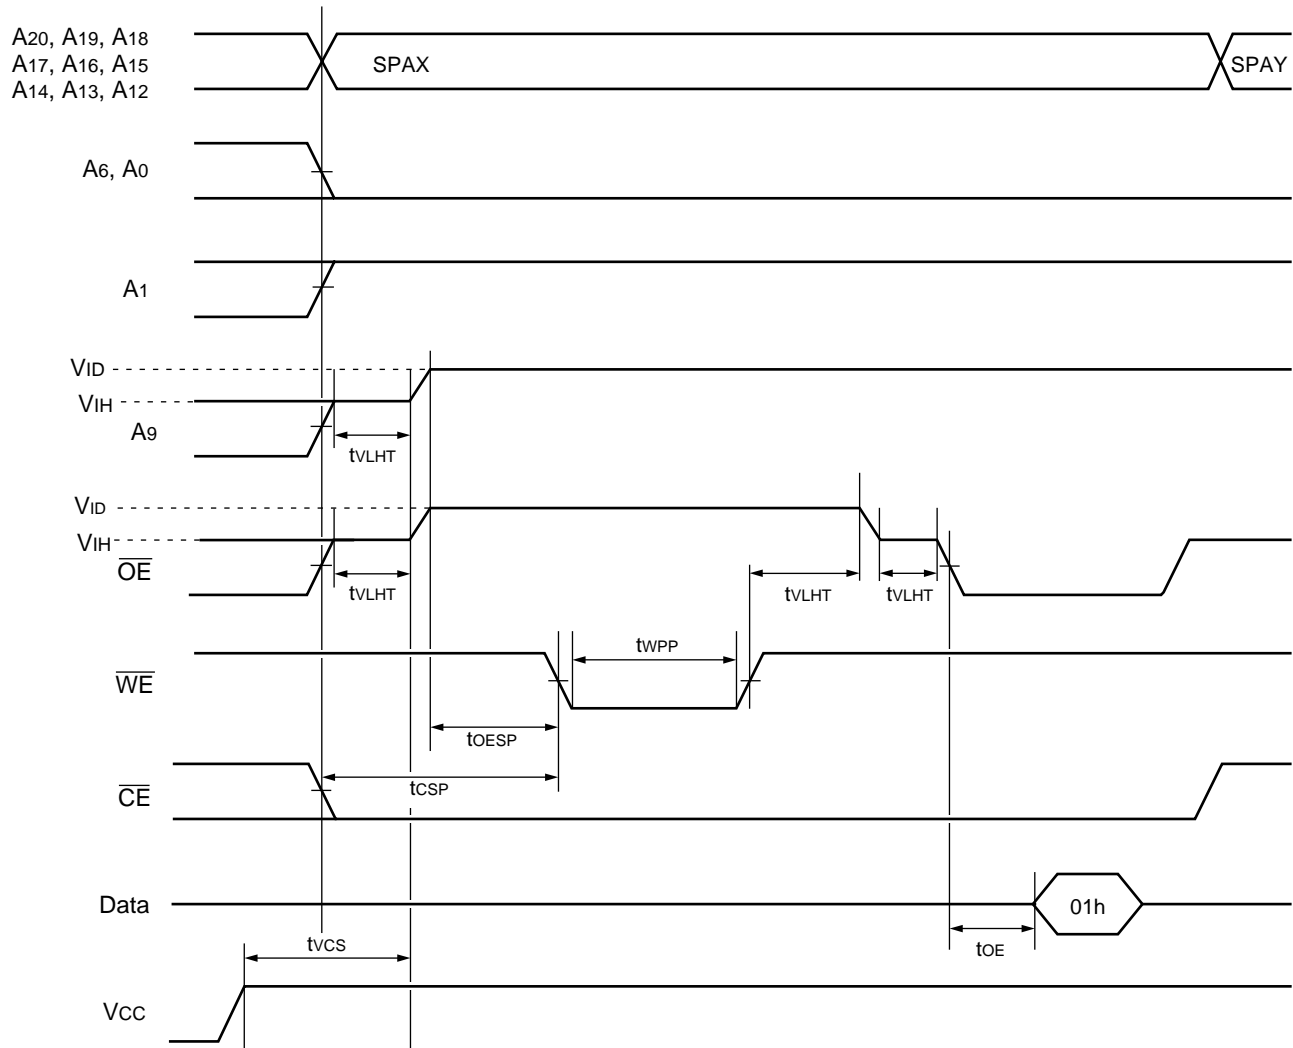 A20, A19, A18
A17, A16, A15
A14, A13, A12
SPAX
SPAY
A6, A0
A1
VID
VIH
A9
tVLHT
VID
VIH
OE
tVLHT
tVLHT
tVLHT
tWPP
WE
tOESP
tCSP
CE
Data
01h
tVCS
tOE
VCC